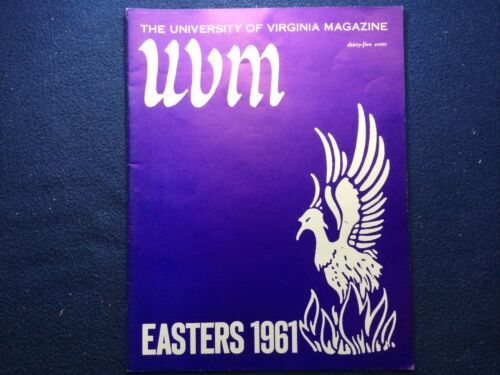 THE UNIVERSITY OF VIRGINIA MAGAZINE
thirty-five cents
uvm
EASTERS 1961